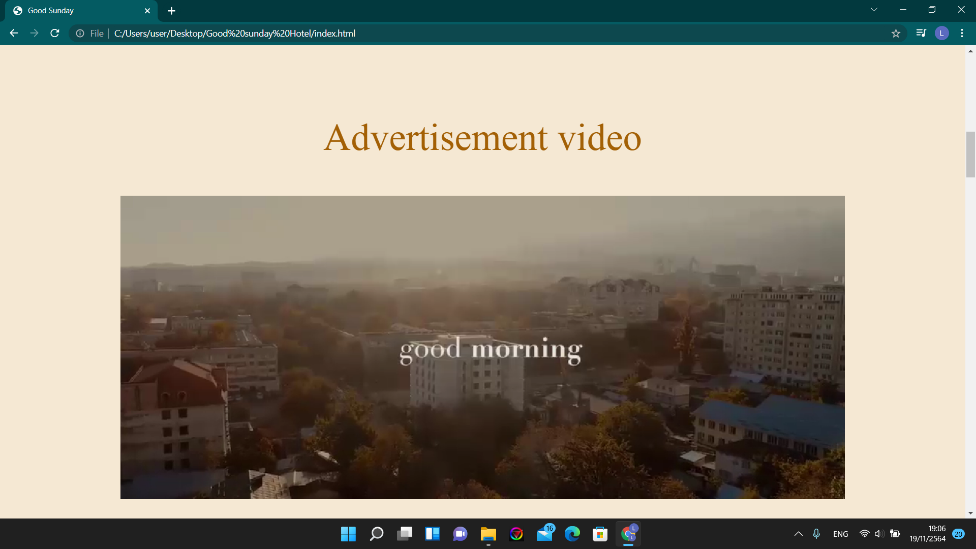 Good Sunday
File
C:/Users/user/Desktop/Good%20sunday%20Hotel/index.html
L
Advertisement video
good morning
16
L
ENG
19:06
19/11/2564
20